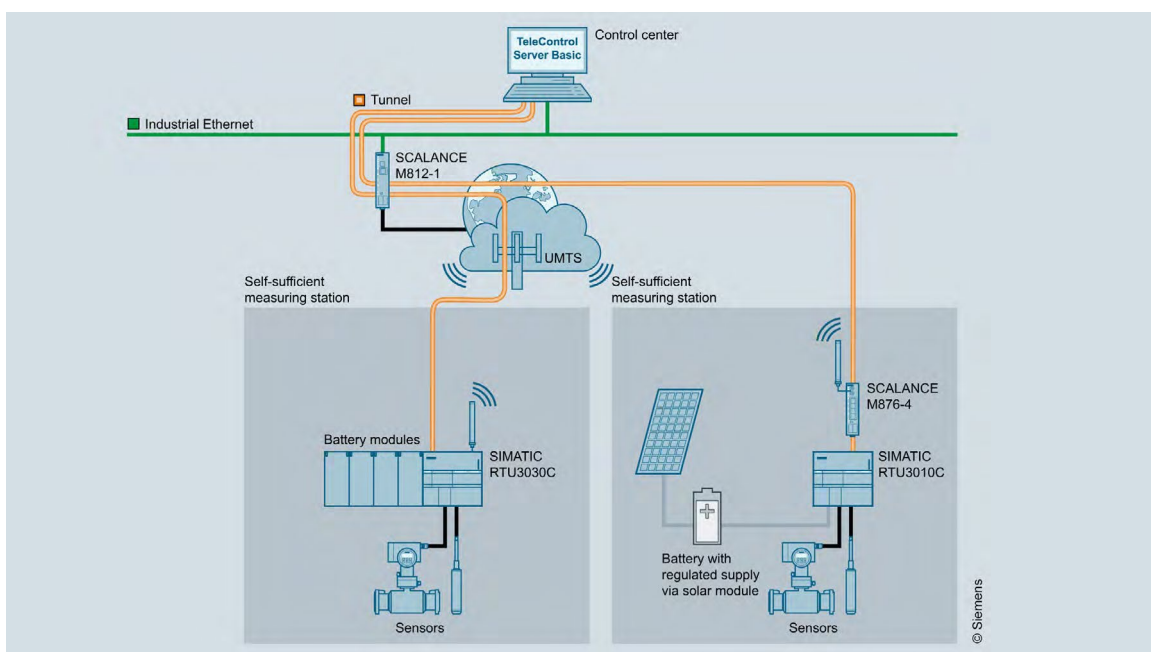 TeleControl
Server Basic
Control center
Tunnel
Industrial Ethernet
SCALANCE
M812-1
UMTS
Self-sufficient
measuring station
Self-sufficient
measuring station
SCALANCE
M876-4
Battery modules
SIMATIC
RTU3030C
SIMATIC
RTU3010C
Battery with
regulated supply
via solar module
Sensors
Sensors
© Siemens